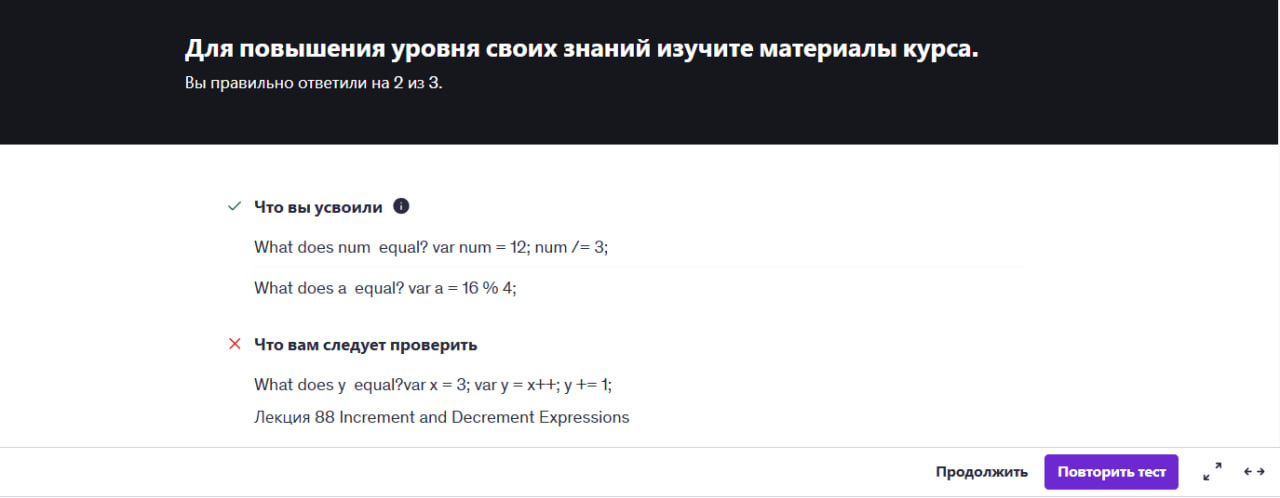 Для повышения уровня своих знаний изучите материалы курса.
Вы правильно ответили на 2 из 3.
Что вы усвоили
What does num  equal? var num = 12; num /= 3;
What does a  equal? var a = 16 % 4;
Что вам следует проверить
What does y  equal?var x = 3; var y = x++; y += 1;
Лекция 88 Increment and Decrement Expressions
Продолжить Повторить тест